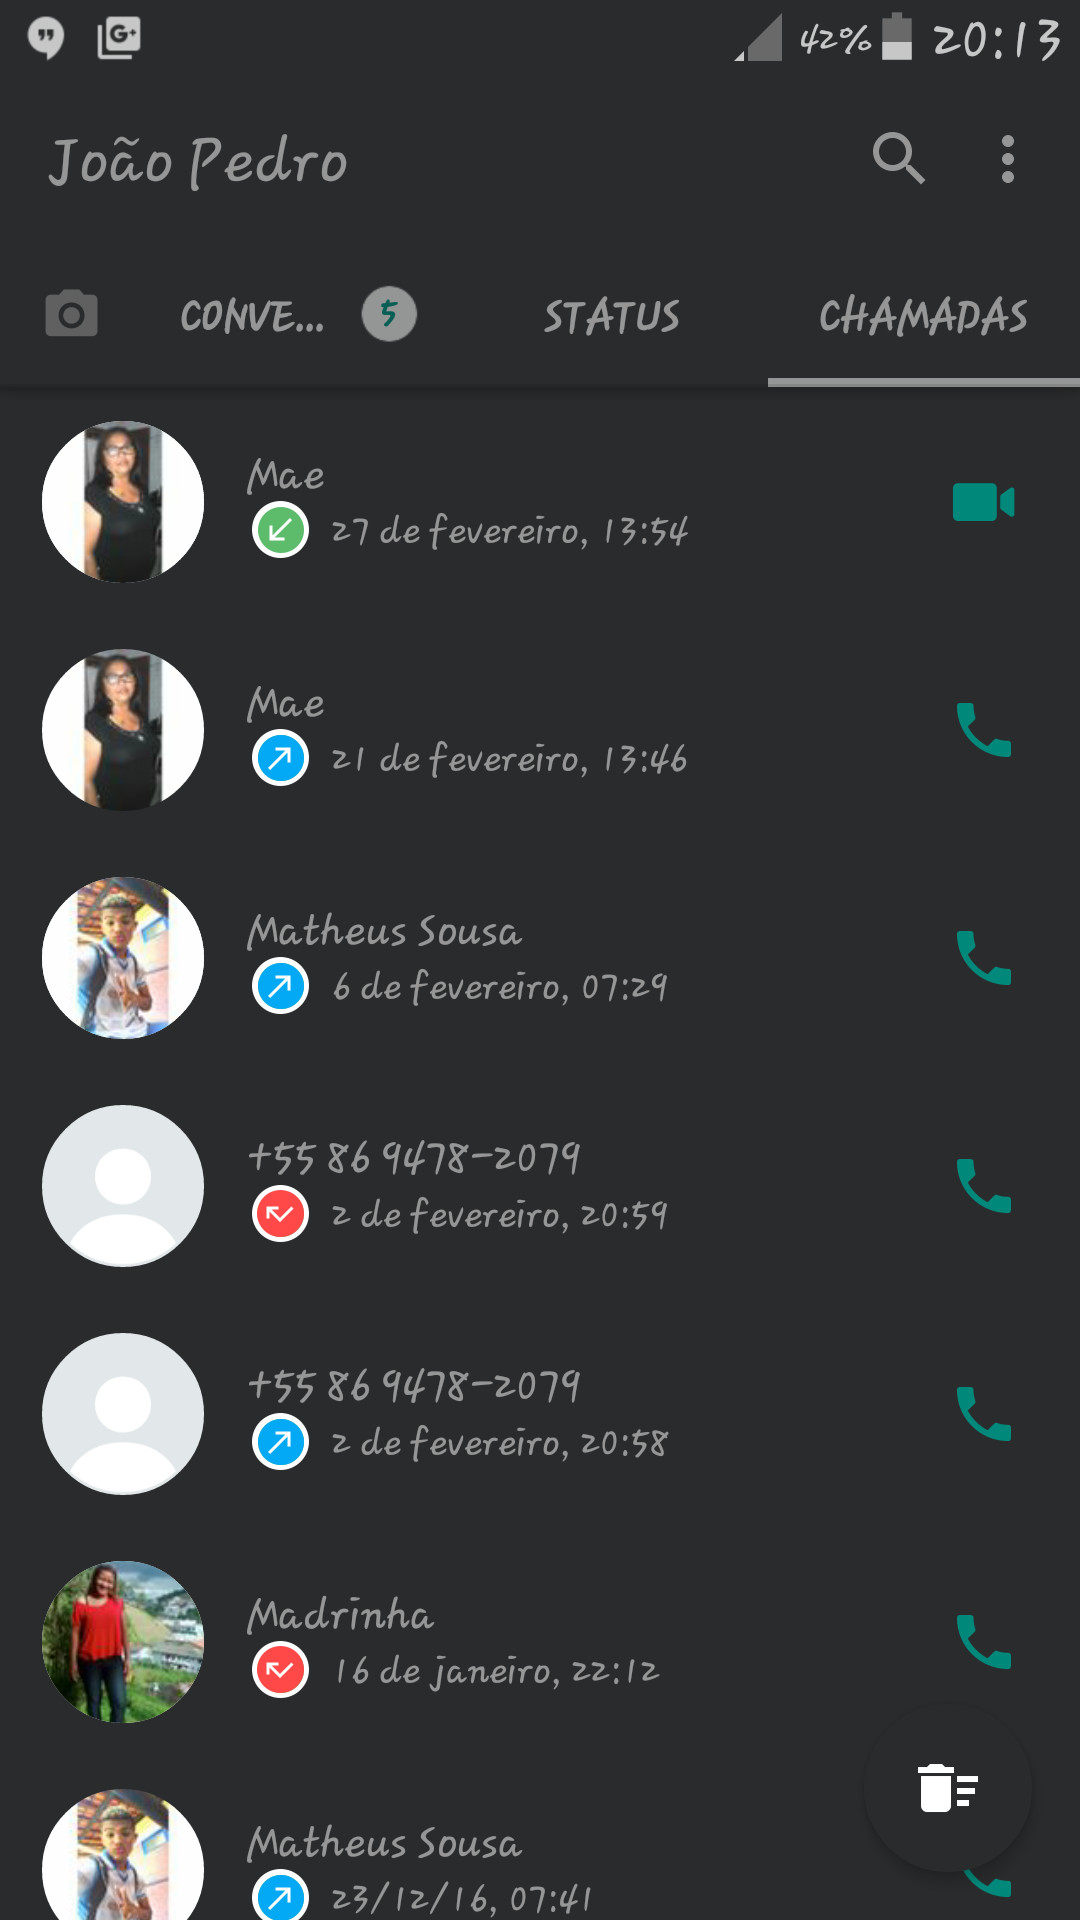 42% 20:13
João Pedro
CONVE... 5 STATUS CHAMADAS
Mae
27 de fevereiro, 13:54
Mae
21 de fevereiro, 13:46
Matheus Sousa
6 de fevereiro, 07:29
+55 86 9478-2079
2 de fevereiro, 20:59
+55 86 9478-2079
2 de fevereiro, 20:58
Madrinha
16 de janeiro, 22:12
Matheus Sousa
23/12/16, 07:41